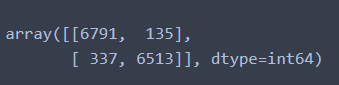 array([[6791,  135],
       [ 337, 6513]], dtype=int64)